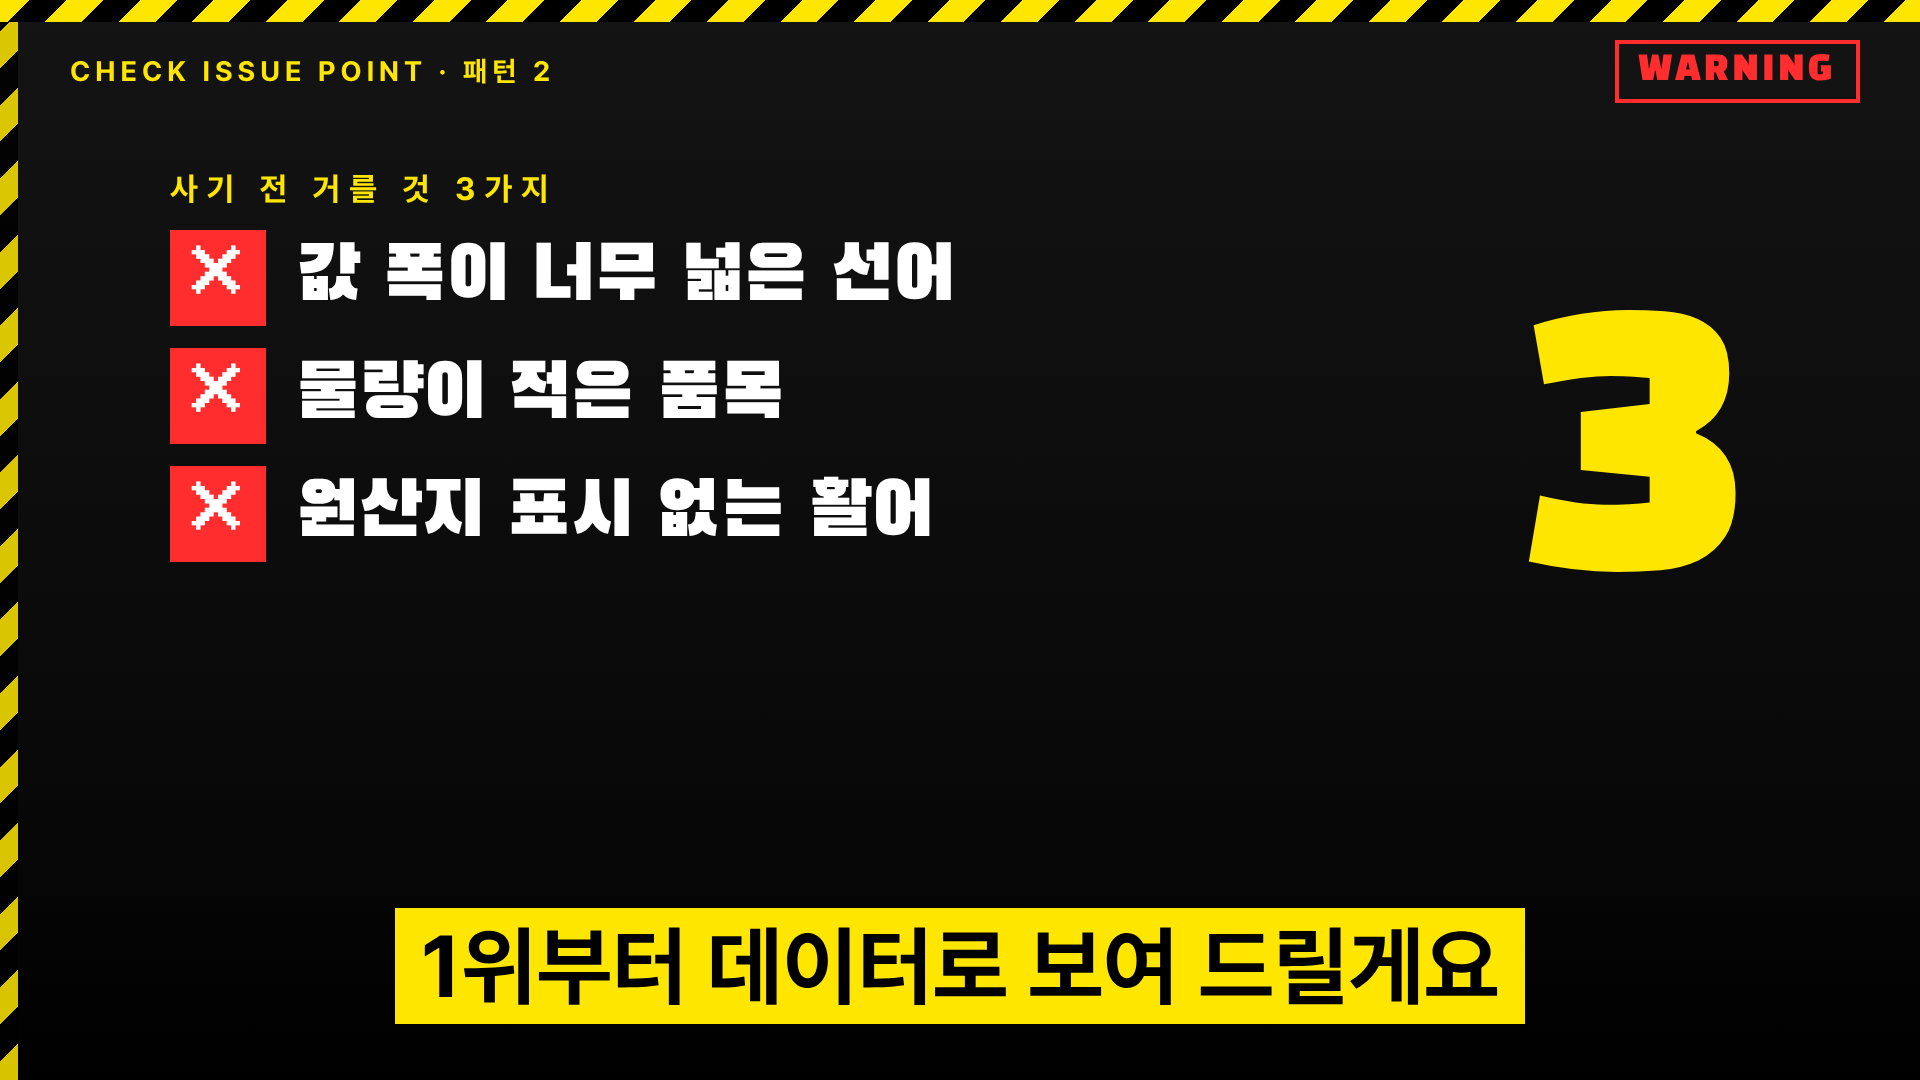 CHECK ISSUE POINT · 패턴 2
WARNING
사기 전 거를 것 3가지
값 폭이 너무 넓은 선어
물량이 적은 품목
원산지 표시 없는 활어
3
1위부터 데이터로 보여 드릴게요